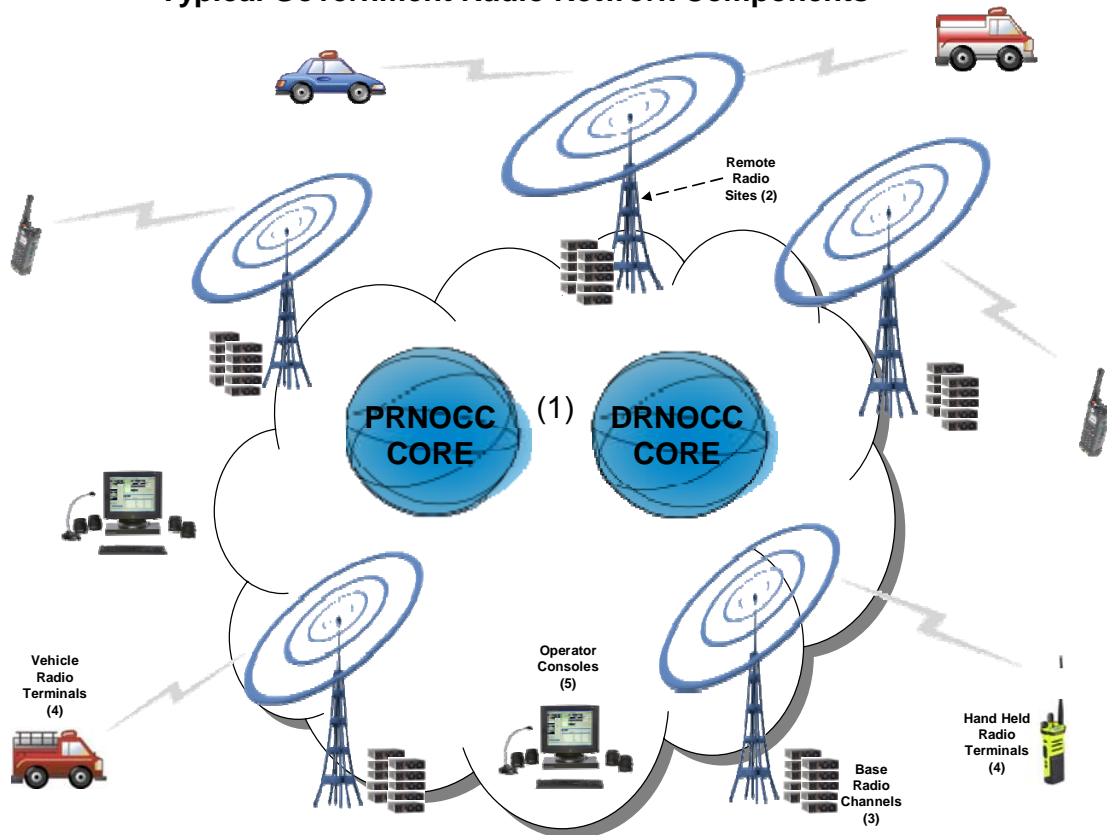 Typical Government Radio Network Components
Remote
Radio
Sites (2)
PRNOCC
CORE
(1)
DRNOCC
CORE
Vehicle
Radio
Terminals
(4)
Operator
Consoles
(5)
Hand Held
Radio
Terminals
(4)
Base
Radio
Channels
(3)